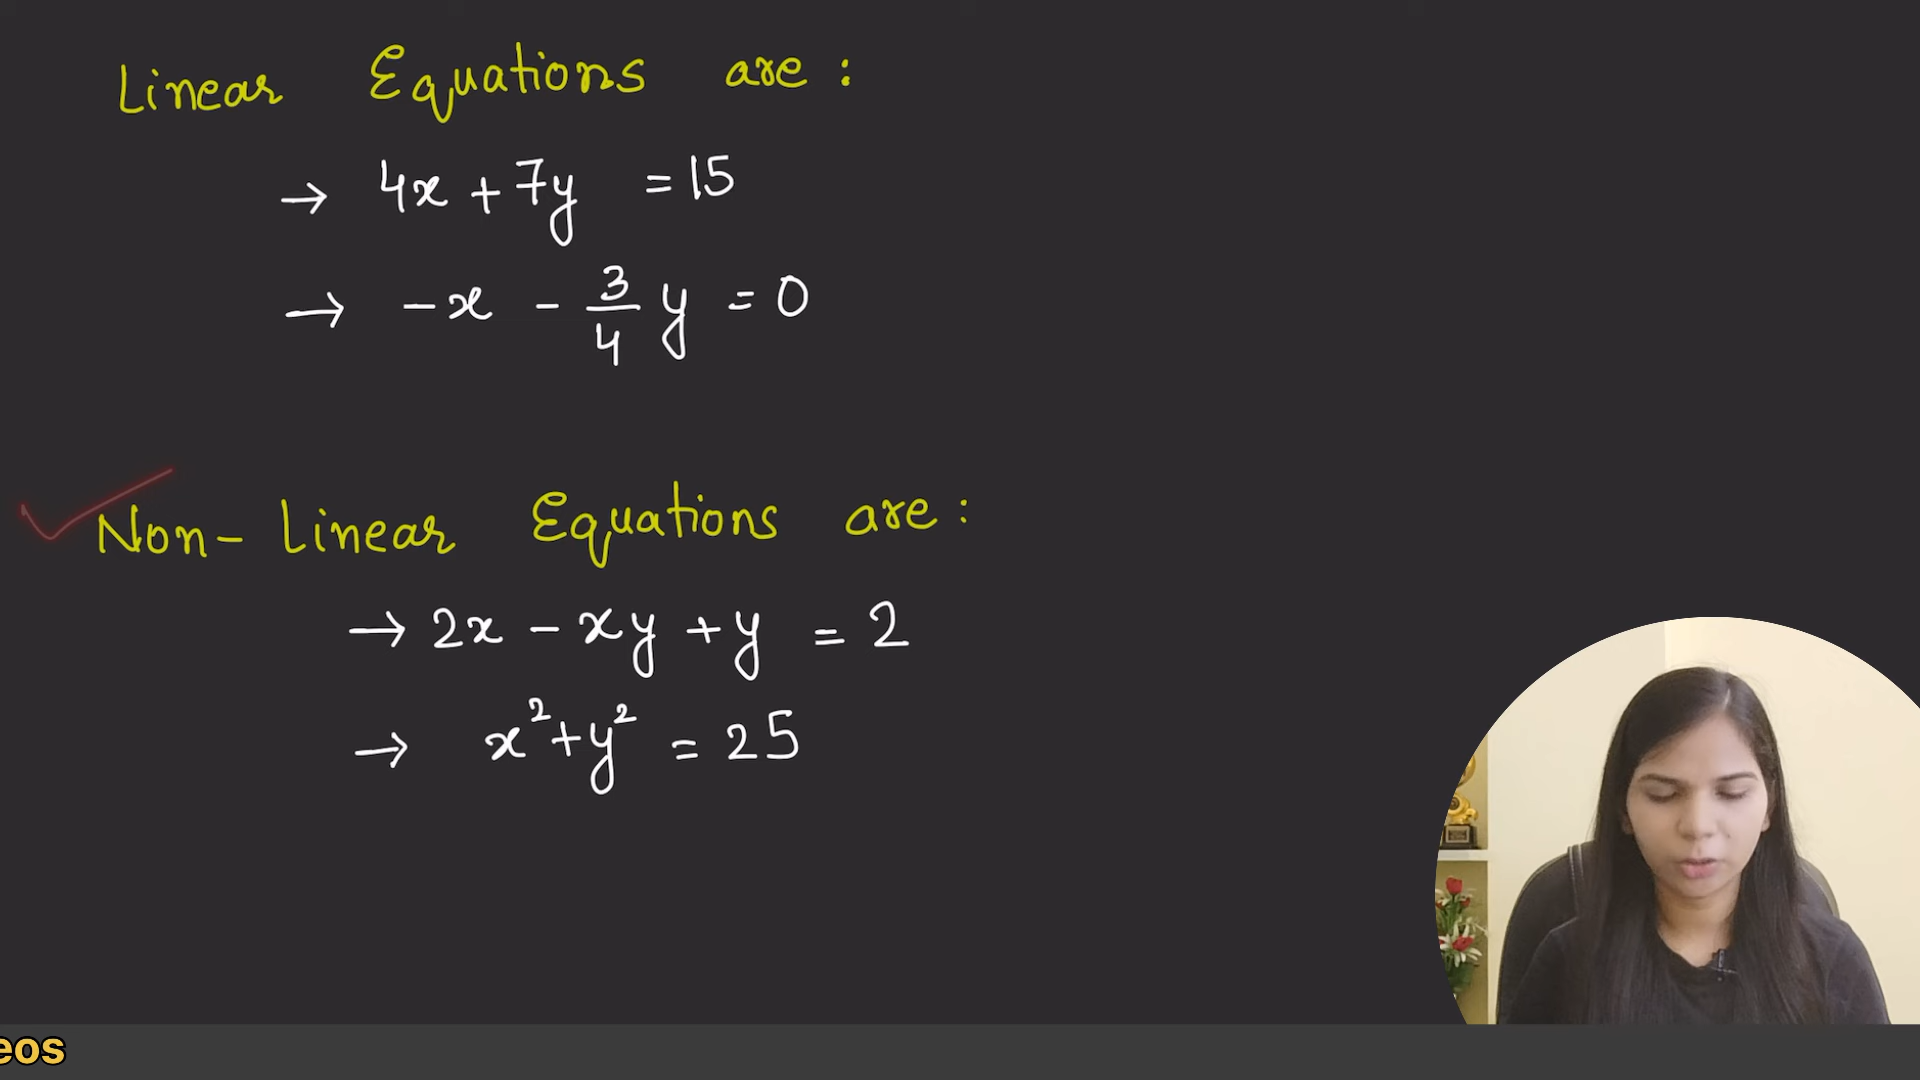 Linear Equations are :
→ 4x + 7y = 15
→ -x - 3/4 y = 0
Non- Linear Equations are :
→ 2x - xy + y = 2
→ x² + y² = 25
eos